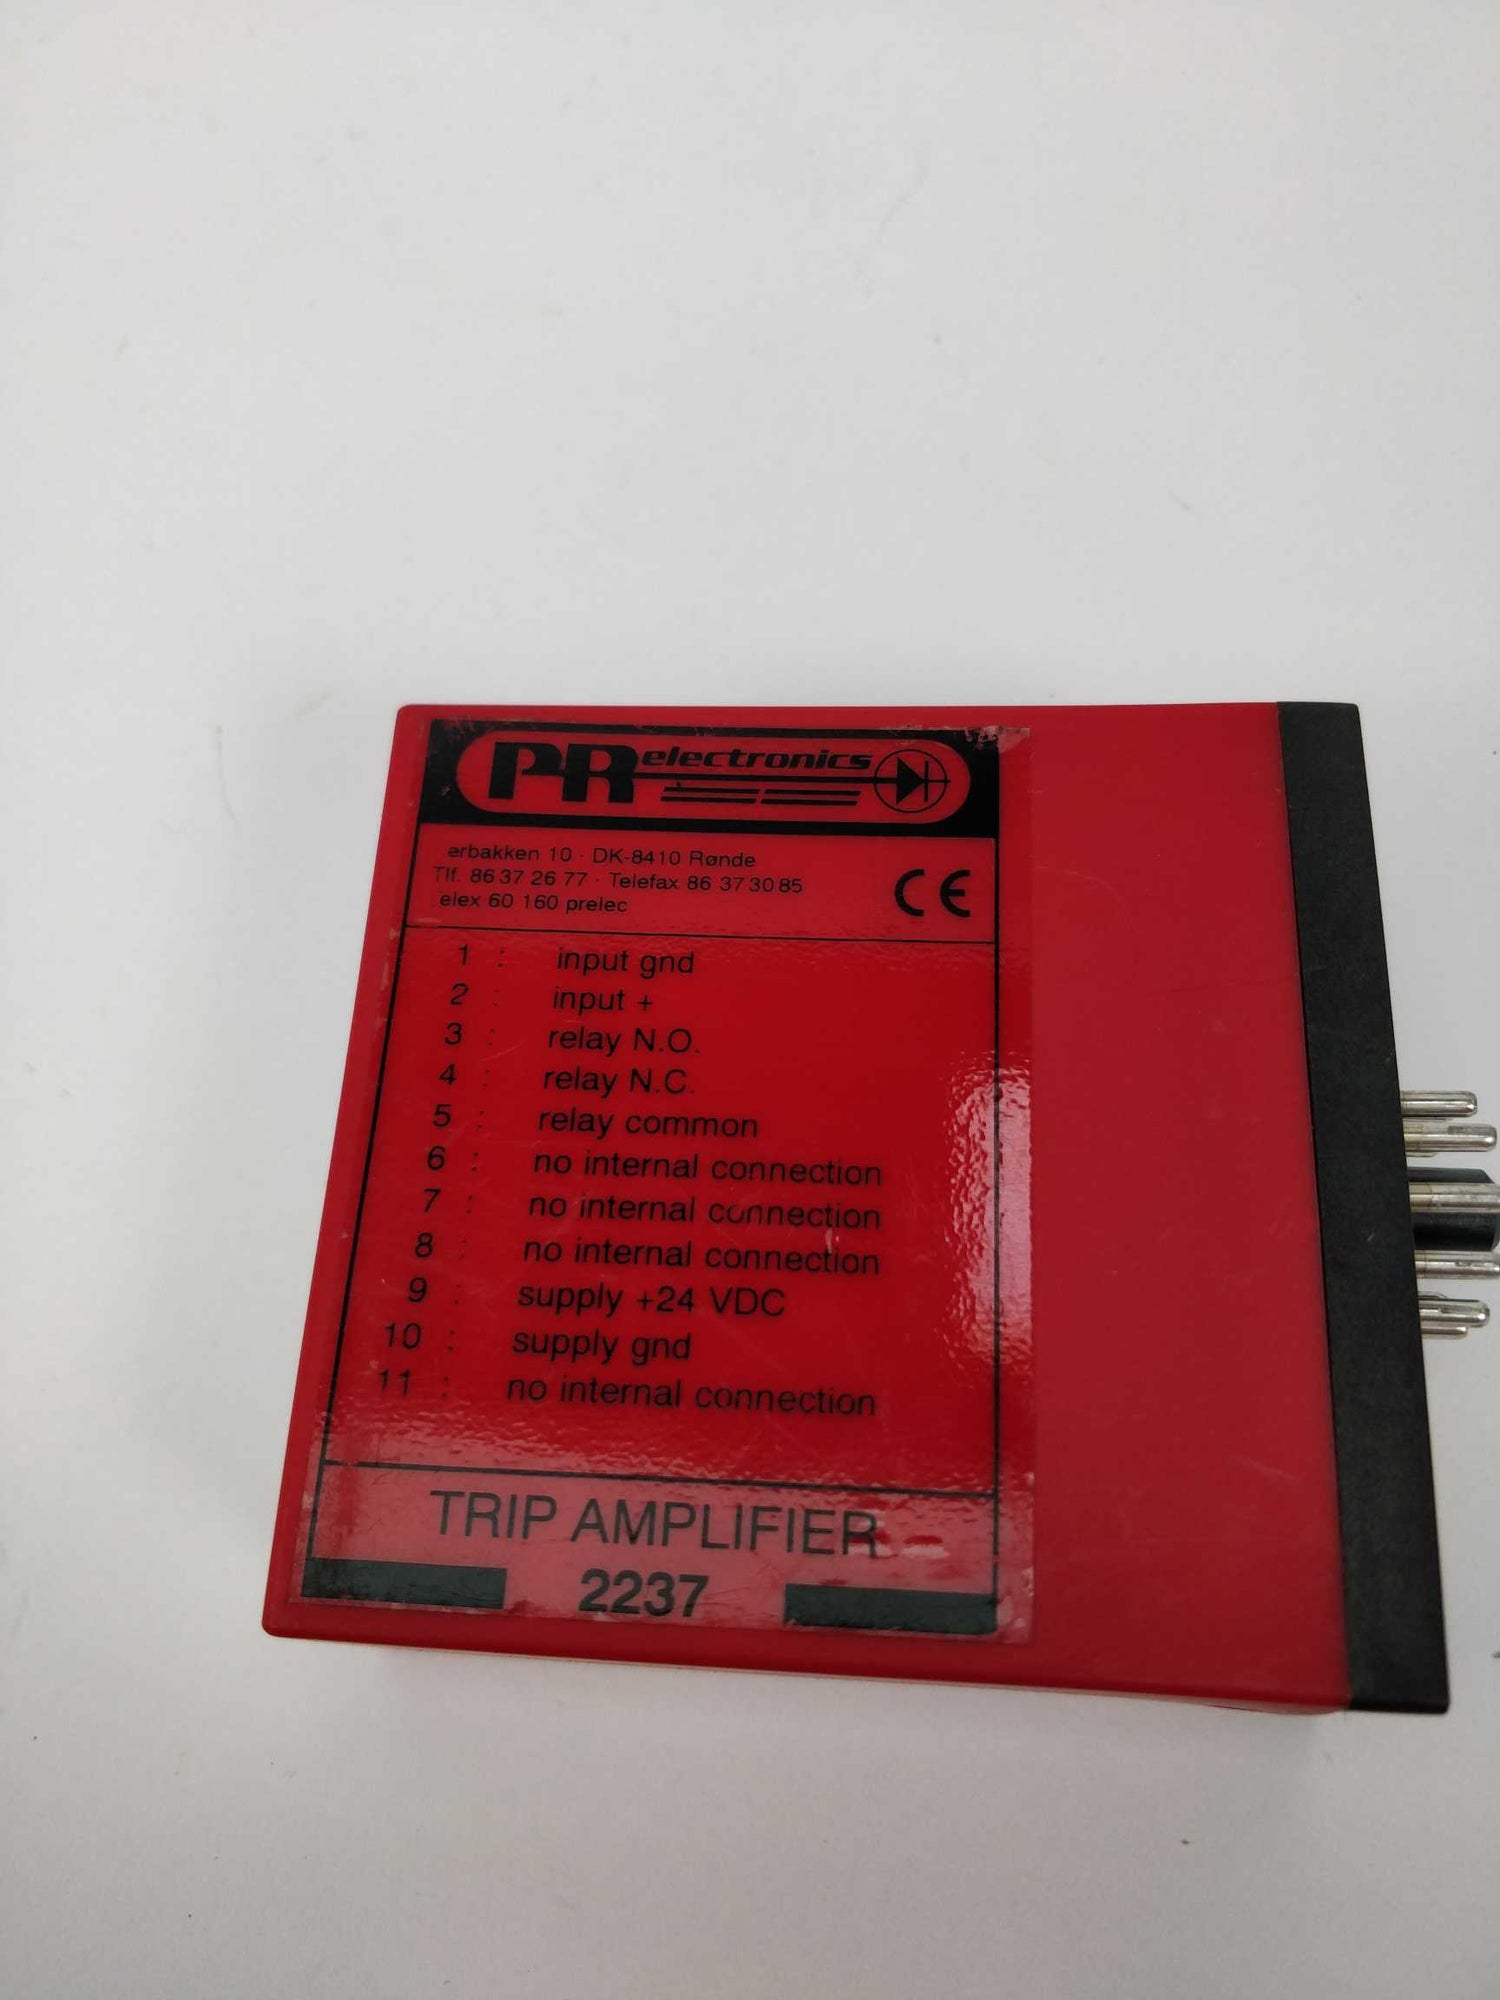 PR electronics
erbakken 10 · DK-8410 Rønde
Tlf. 86 37 26 77 · Telefax 86 37 30 85
elex 60 160 prelec
CE
1 : input gnd
2 : input +
3 : relay N.O.
4 : relay N.C.
5 : relay common
6 : no internal connection
7 : no internal connection
8 : no internal connection
9 : supply +24 VDC
10 : supply gnd
11 : no internal connection
TRIP AMPLIFIER
2237